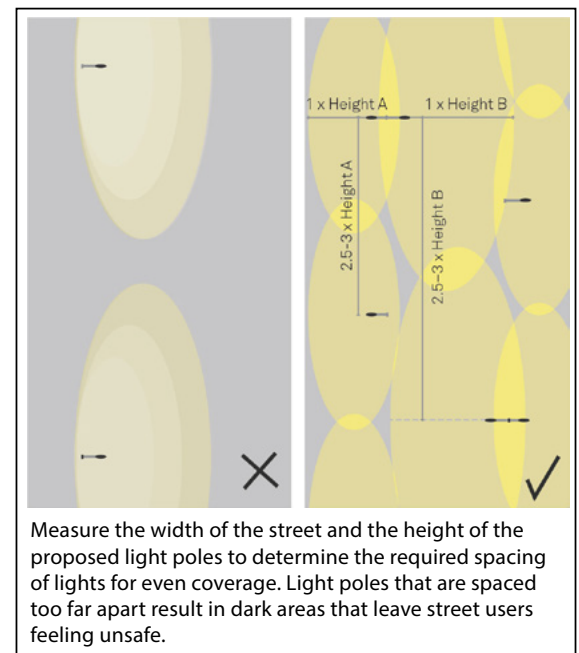 1 x Height A
1 x Height B
2.5–3 x Height A
2.5–3 x Height B
Measure the width of the street and the height of the
proposed light poles to determine the required spacing
of lights for even coverage. Light poles that are spaced
too far apart result in dark areas that leave street users
feeling unsafe.